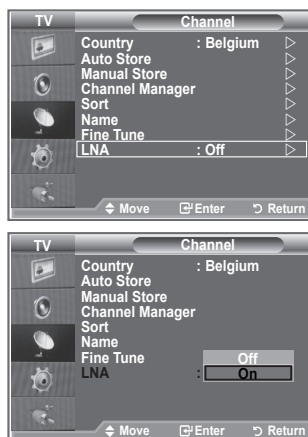 TV Channel
Country : Belgium
Auto Store
Manual Store
Channel Manager
Sort
Name
Fine Tune
LNA : Off
Move Enter Return
TV Channel
Country : Belgium
Auto Store
Manual Store
Channel Manager
Sort
Name
Fine Tune Off
LNA : On
Move Enter Return